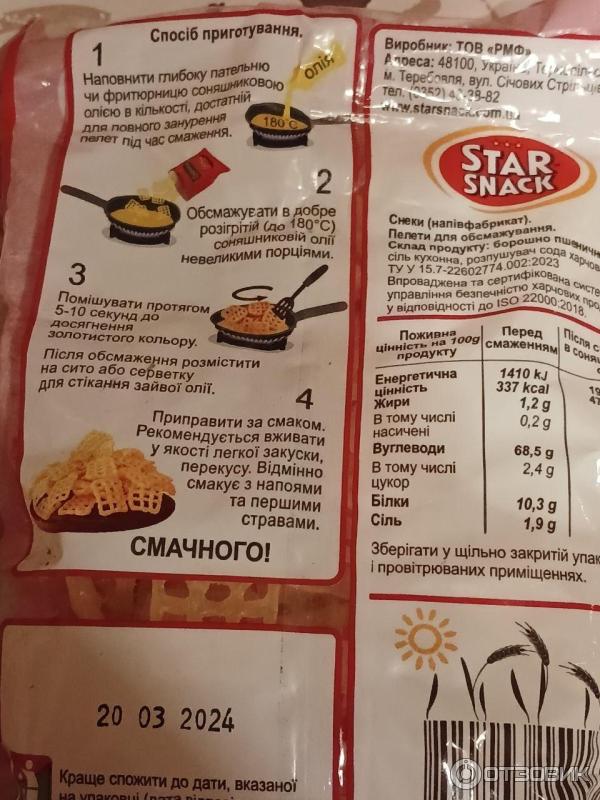 Спосіб приготування.
1
Наповнити глибоку пательню
чи фритюрницю соняшниковою
олією в кількості, достатній
для повного занурення
пелет під час смаження.
ОЛІЯ
180°С
2
Обсмажувати в добре
розігрітій (до 180°С)
соняшниковій олії
невеликими порціями.
3
Помішувати протягом
5-10 секунд до
досягнення
золотистого кольору.
Після обсмаження розмістити
на сито або серветку
для стікання зайвої олії.
4
Приправити за смаком.
Рекомендується вживати
у якості легкої закуски,
перекусу. Відмінно
смакує з напоями
та першими
стравами.
СМАЧНОГО!
20 03 2024
Краще спожити до дати, вказаної
на упаковці (дата
Виробник: ТОВ «РМФ»
Адреса: 48100, Україна,
м. Теребовля, вул. Січових
тел. (0352) 43-38-82
www.starsnack.com.ua
STAR
SNACK
Снеки (напівфабрикат).
Пелети для обсмажування.
Склад продукту: борошно
сіль кухонна, розпушувач сода
ТУ У 15.7-22602774.002:2023
Впроваджена та сертифікована
управління безпечністю харчових
у відповідності до ISO 22000:2018.
Поживна цінність на 100g продукту Перед смаженням Після
Енергетична цінність 1410 kJ 337 kcal
Жири 1,2 g
В тому числі насичені 0,2 g
Вуглеводи 68,5 g
В тому числі цукор 2,4 g
Білки 10,3 g
Сіль 1,9 g
Зберігати у щільно закритій
і провітрюваних приміщеннях.
ОТЗОВИК